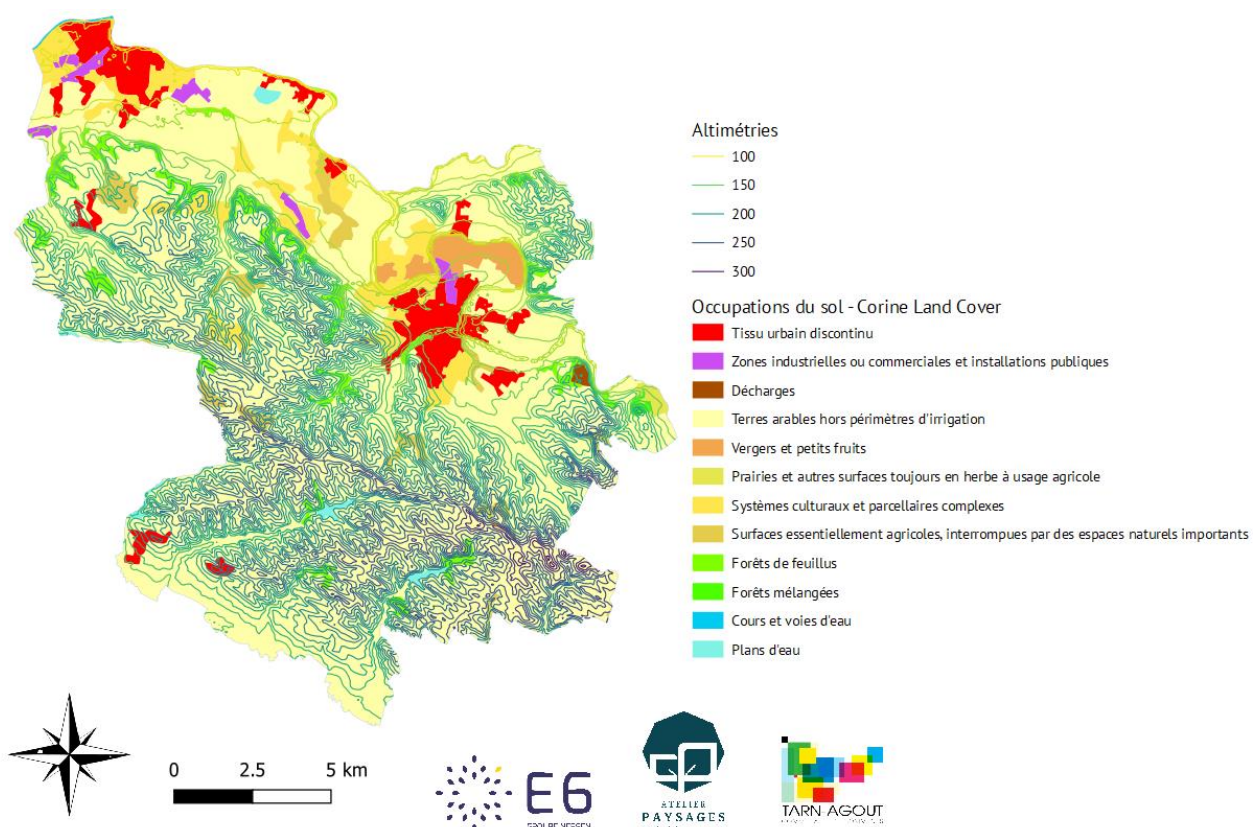 Altimétries
100
150
200
250
300
Occupations du sol - Corine Land Cover
Tissu urbain discontinu
Zones industrielles ou commerciales et installations publiques
Décharges
Terres arables hors périmètres d'irrigation
Vergers et petits fruits
Prairies et autres surfaces toujours en herbe à usage agricole
Systèmes culturaux et parcellaires complexes
Surfaces essentiellement agricoles, interrompues par des espaces naturels importants
Forêts de feuillus
Forêts mélangées
Cours et voies d'eau
Plans d'eau
0 2.5 5 km
E6
ATELIER
PAYSAGES
TARN AGOUT